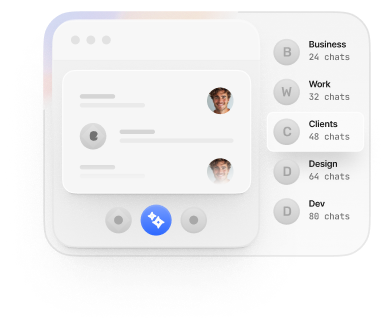 B
Business
24 chats
W
Work
32 chats
C
Clients
48 chats
D
Design
64 chats
D
Dev
80 chats